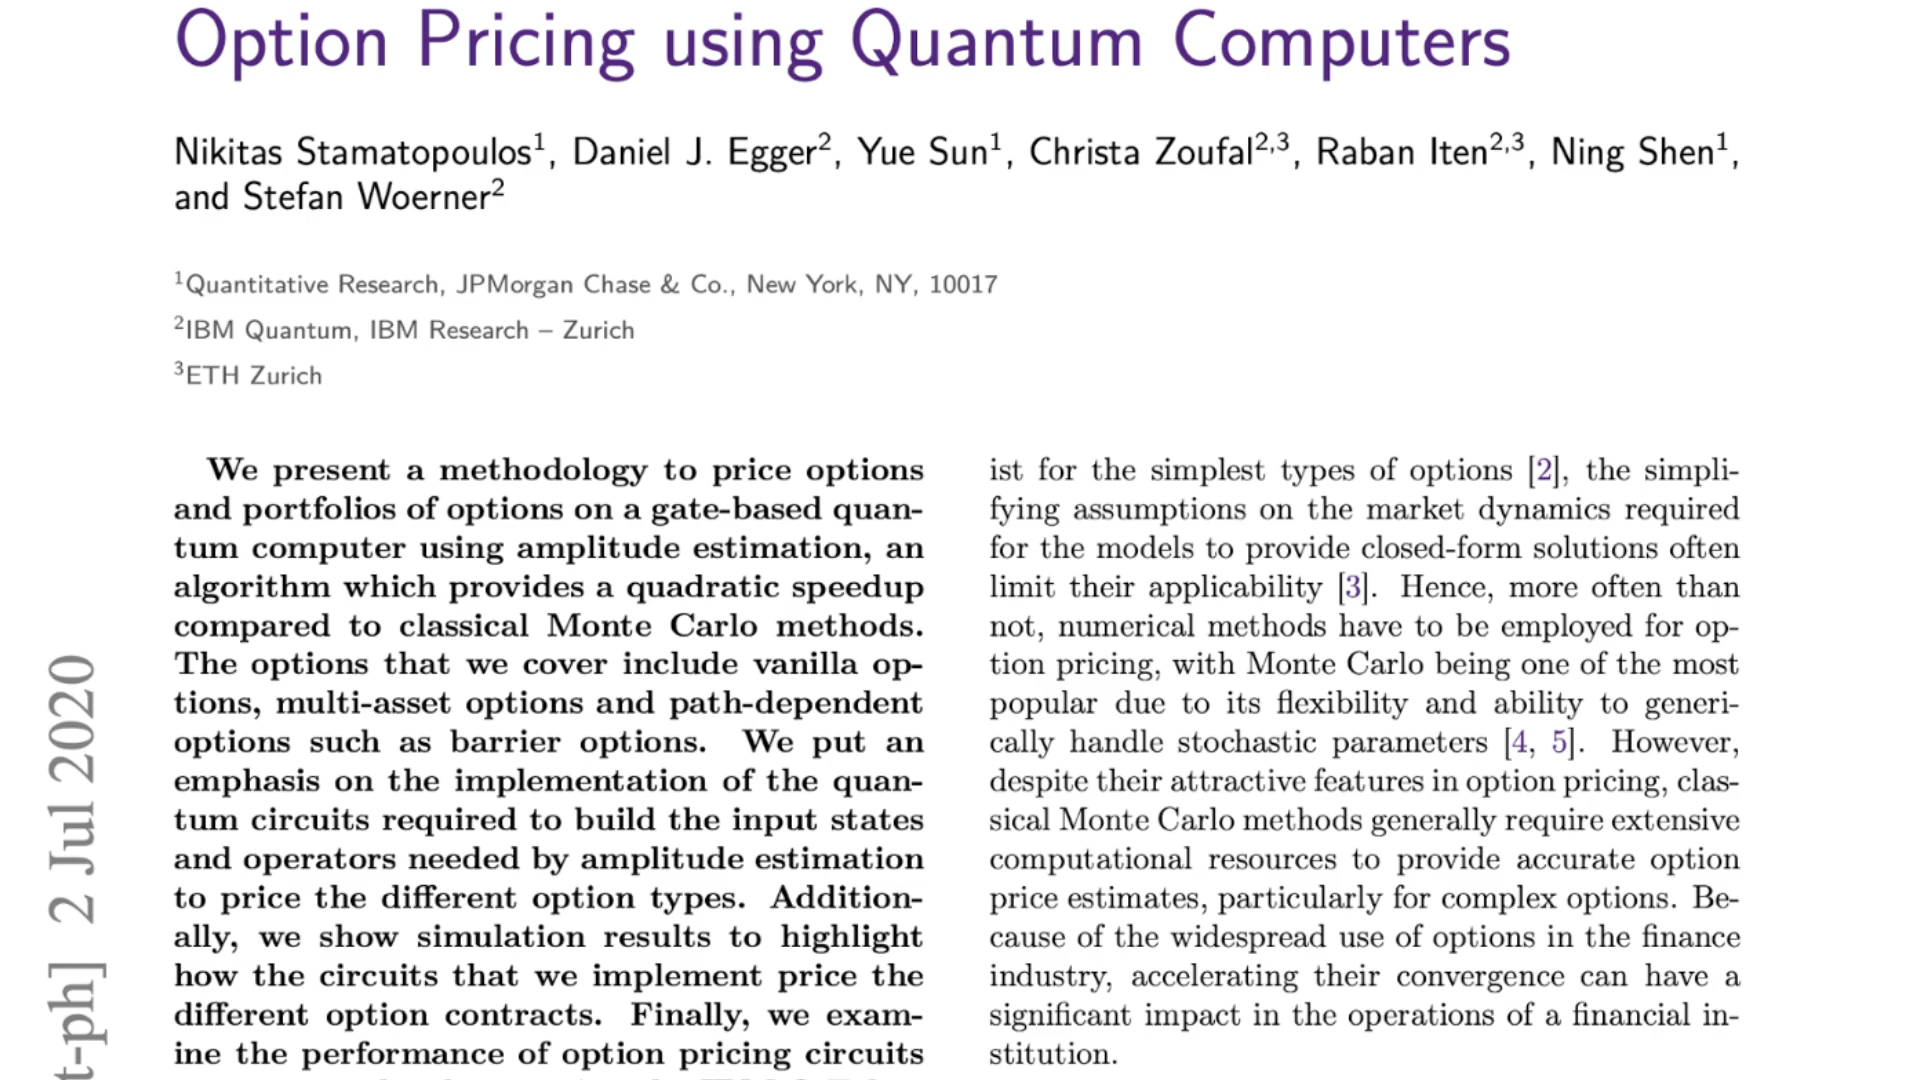 Option Pricing using Quantum Computers
Nikitas Stamatopoulos1, Daniel J. Egger2, Yue Sun1, Christa Zoufal2,3, Raban Iten2,3, Ning Shen1,
and Stefan Woerner2
1Quantitative Research, JPMorgan Chase & Co., New York, NY, 10017
2IBM Quantum, IBM Research – Zurich
3ETH Zurich
We present a methodology to price options
and portfolios of options on a gate-based quan-
tum computer using amplitude estimation, an
algorithm which provides a quadratic speedup
compared to classical Monte Carlo methods.
The options that we cover include vanilla op-
tions, multi-asset options and path-dependent
options such as barrier options. We put an
emphasis on the implementation of the quan-
tum circuits required to build the input states
and operators needed by amplitude estimation
to price the different option types. Addition-
ally, we show simulation results to highlight
how the circuits that we implement price the
different option contracts. Finally, we exam-
ine the performance of option pricing circuits
ist for the simplest types of options [2], the simpli-
fying assumptions on the market dynamics required
for the models to provide closed-form solutions often
limit their applicability [3]. Hence, more often than
not, numerical methods have to be employed for op-
tion pricing, with Monte Carlo being one of the most
popular due to its flexibility and ability to generi-
cally handle stochastic parameters [4, 5]. However,
despite their attractive features in option pricing, clas-
sical Monte Carlo methods generally require extensive
computational resources to provide accurate option
price estimates, particularly for complex options. Be-
cause of the widespread use of options in the finance
industry, accelerating their convergence can have a
significant impact in the operations of a financial in-
stitution.
t-ph] 2 Jul 2020